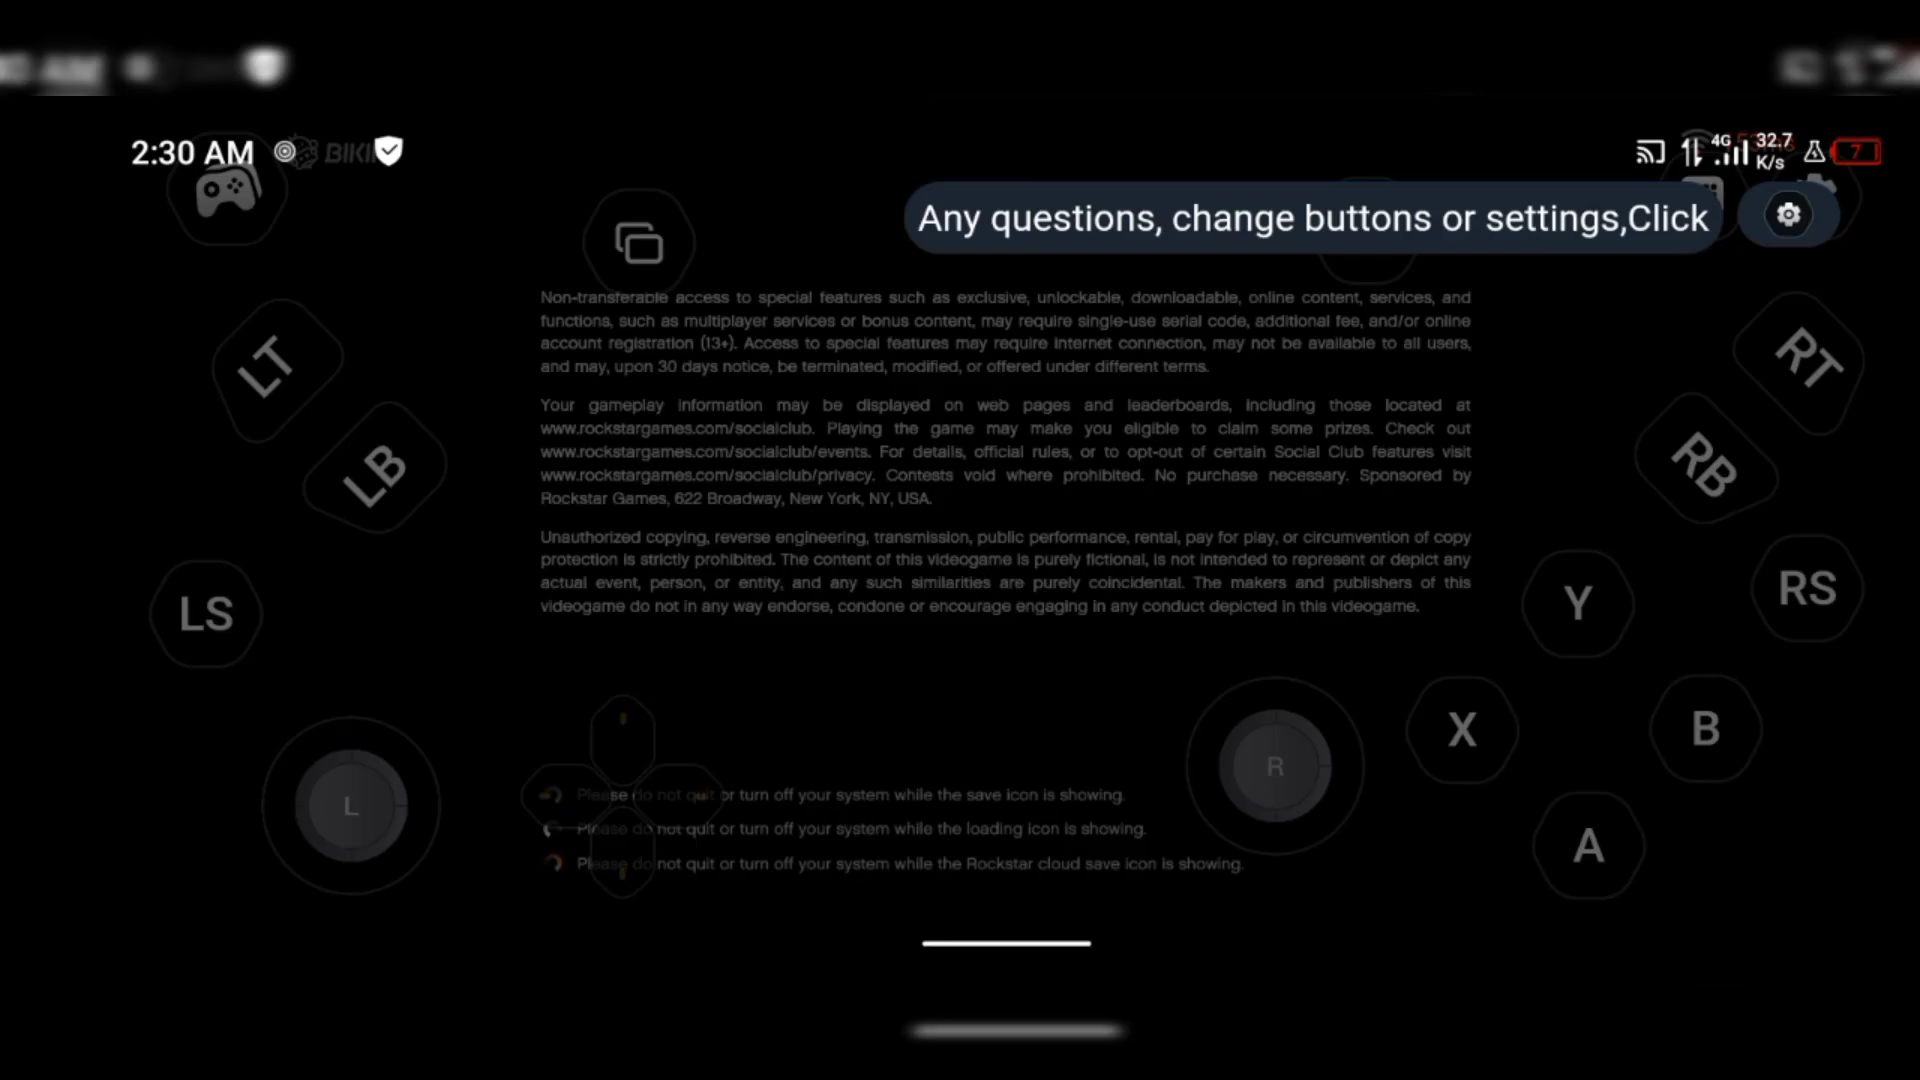 2:30 AM
BIKI
4G
32.7
K/s
7
Any questions, change buttons or settings,Click
Non-transferable access to special features such as exclusive, unlockable, downloadable, online content, services, and
functions, such as multiplayer services or bonus content, may require single-use serial code, additional fee, and/or online
account registration (13+). Access to special features may require internet connection, may not be available to all users,
and may, upon 30 days notice, be terminated, modified, or offered under different terms.
Your gameplay information may be displayed on web pages and leaderboards, including those located at
www.rockstargames.com/socialclub. Playing the game may make you eligible to claim some prizes. Check out
www.rockstargames.com/socialclub/events. For details, official rules, or to opt-out of certain Social Club features visit
www.rockstargames.com/socialclub/privacy. Contests void where prohibited. No purchase necessary. Sponsored by
Rockstar Games, 622 Broadway, New York, NY, USA.
Unauthorized copying, reverse engineering, transmission, public performance, rental, pay for play, or circumvention of copy
protection is strictly prohibited. The content of this videogame is purely fictional, is not intended to represent or depict any
actual event, person, or entity, and any such similarities are purely coincidental. The makers and publishers of this
videogame do not in any way endorse, condone or encourage engaging in any conduct depicted in this videogame.
LT
LB
LS
L
RT
RB
RS
Y
X
B
A
R
Please do not quit or turn off your system while the save icon is showing.
Please do not quit or turn off your system while the loading icon is showing.
Please do not quit or turn off your system while the Rockstar cloud save icon is showing.